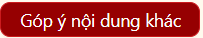 Góp ý nội dung khác